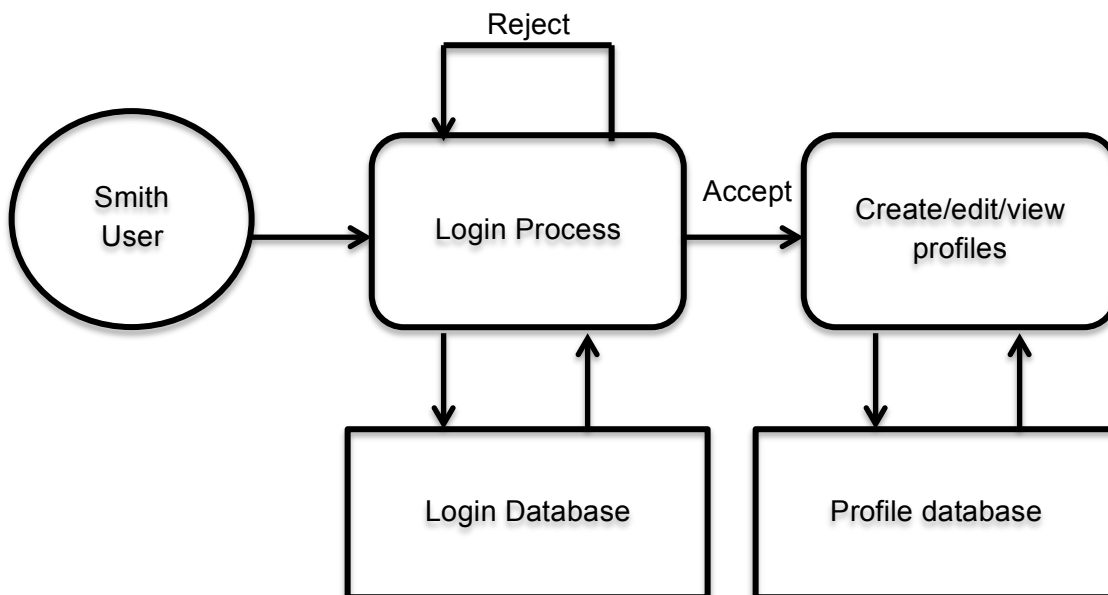 Reject
Smith
User
Login Process
Accept
Create/edit/view
profiles
Login Database
Profile database